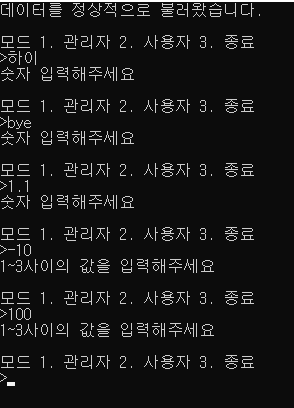 데이터를 정상적으로 불러왔습니다.
모드 1. 관리자 2. 사용자 3. 종료
>하이
숫자 입력해주세요
모드 1. 관리자 2. 사용자 3. 종료
>bye
숫자 입력해주세요
모드 1. 관리자 2. 사용자 3. 종료
>1.1
숫자 입력해주세요
모드 1. 관리자 2. 사용자 3. 종료
>-10
1~3사이의 값을 입력해주세요
모드 1. 관리자 2. 사용자 3. 종료
>100
1~3사이의 값을 입력해주세요
모드 1. 관리자 2. 사용자 3. 종료
>